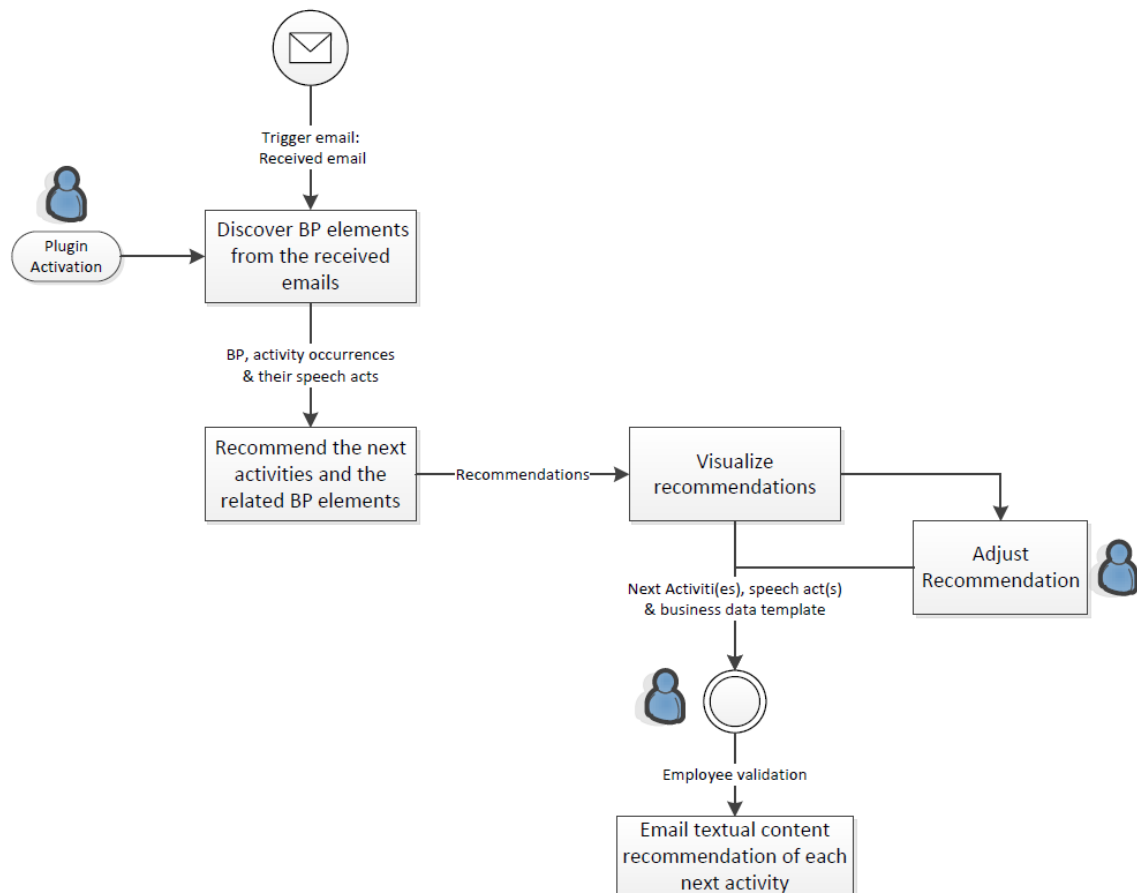 Trigger email:
Received email
Plugin
Activation
Discover BP elements
from the received
emails
BP, activity occurrences
& their speech acts
Recommend the next
activities and the
related BP elements
Recommendations
Visualize
recommendations
Adjust
Recommendation
Next Activiti(es), speech act(s)
& business data template
Employee validation
Email textual content
recommendation of each
next activity